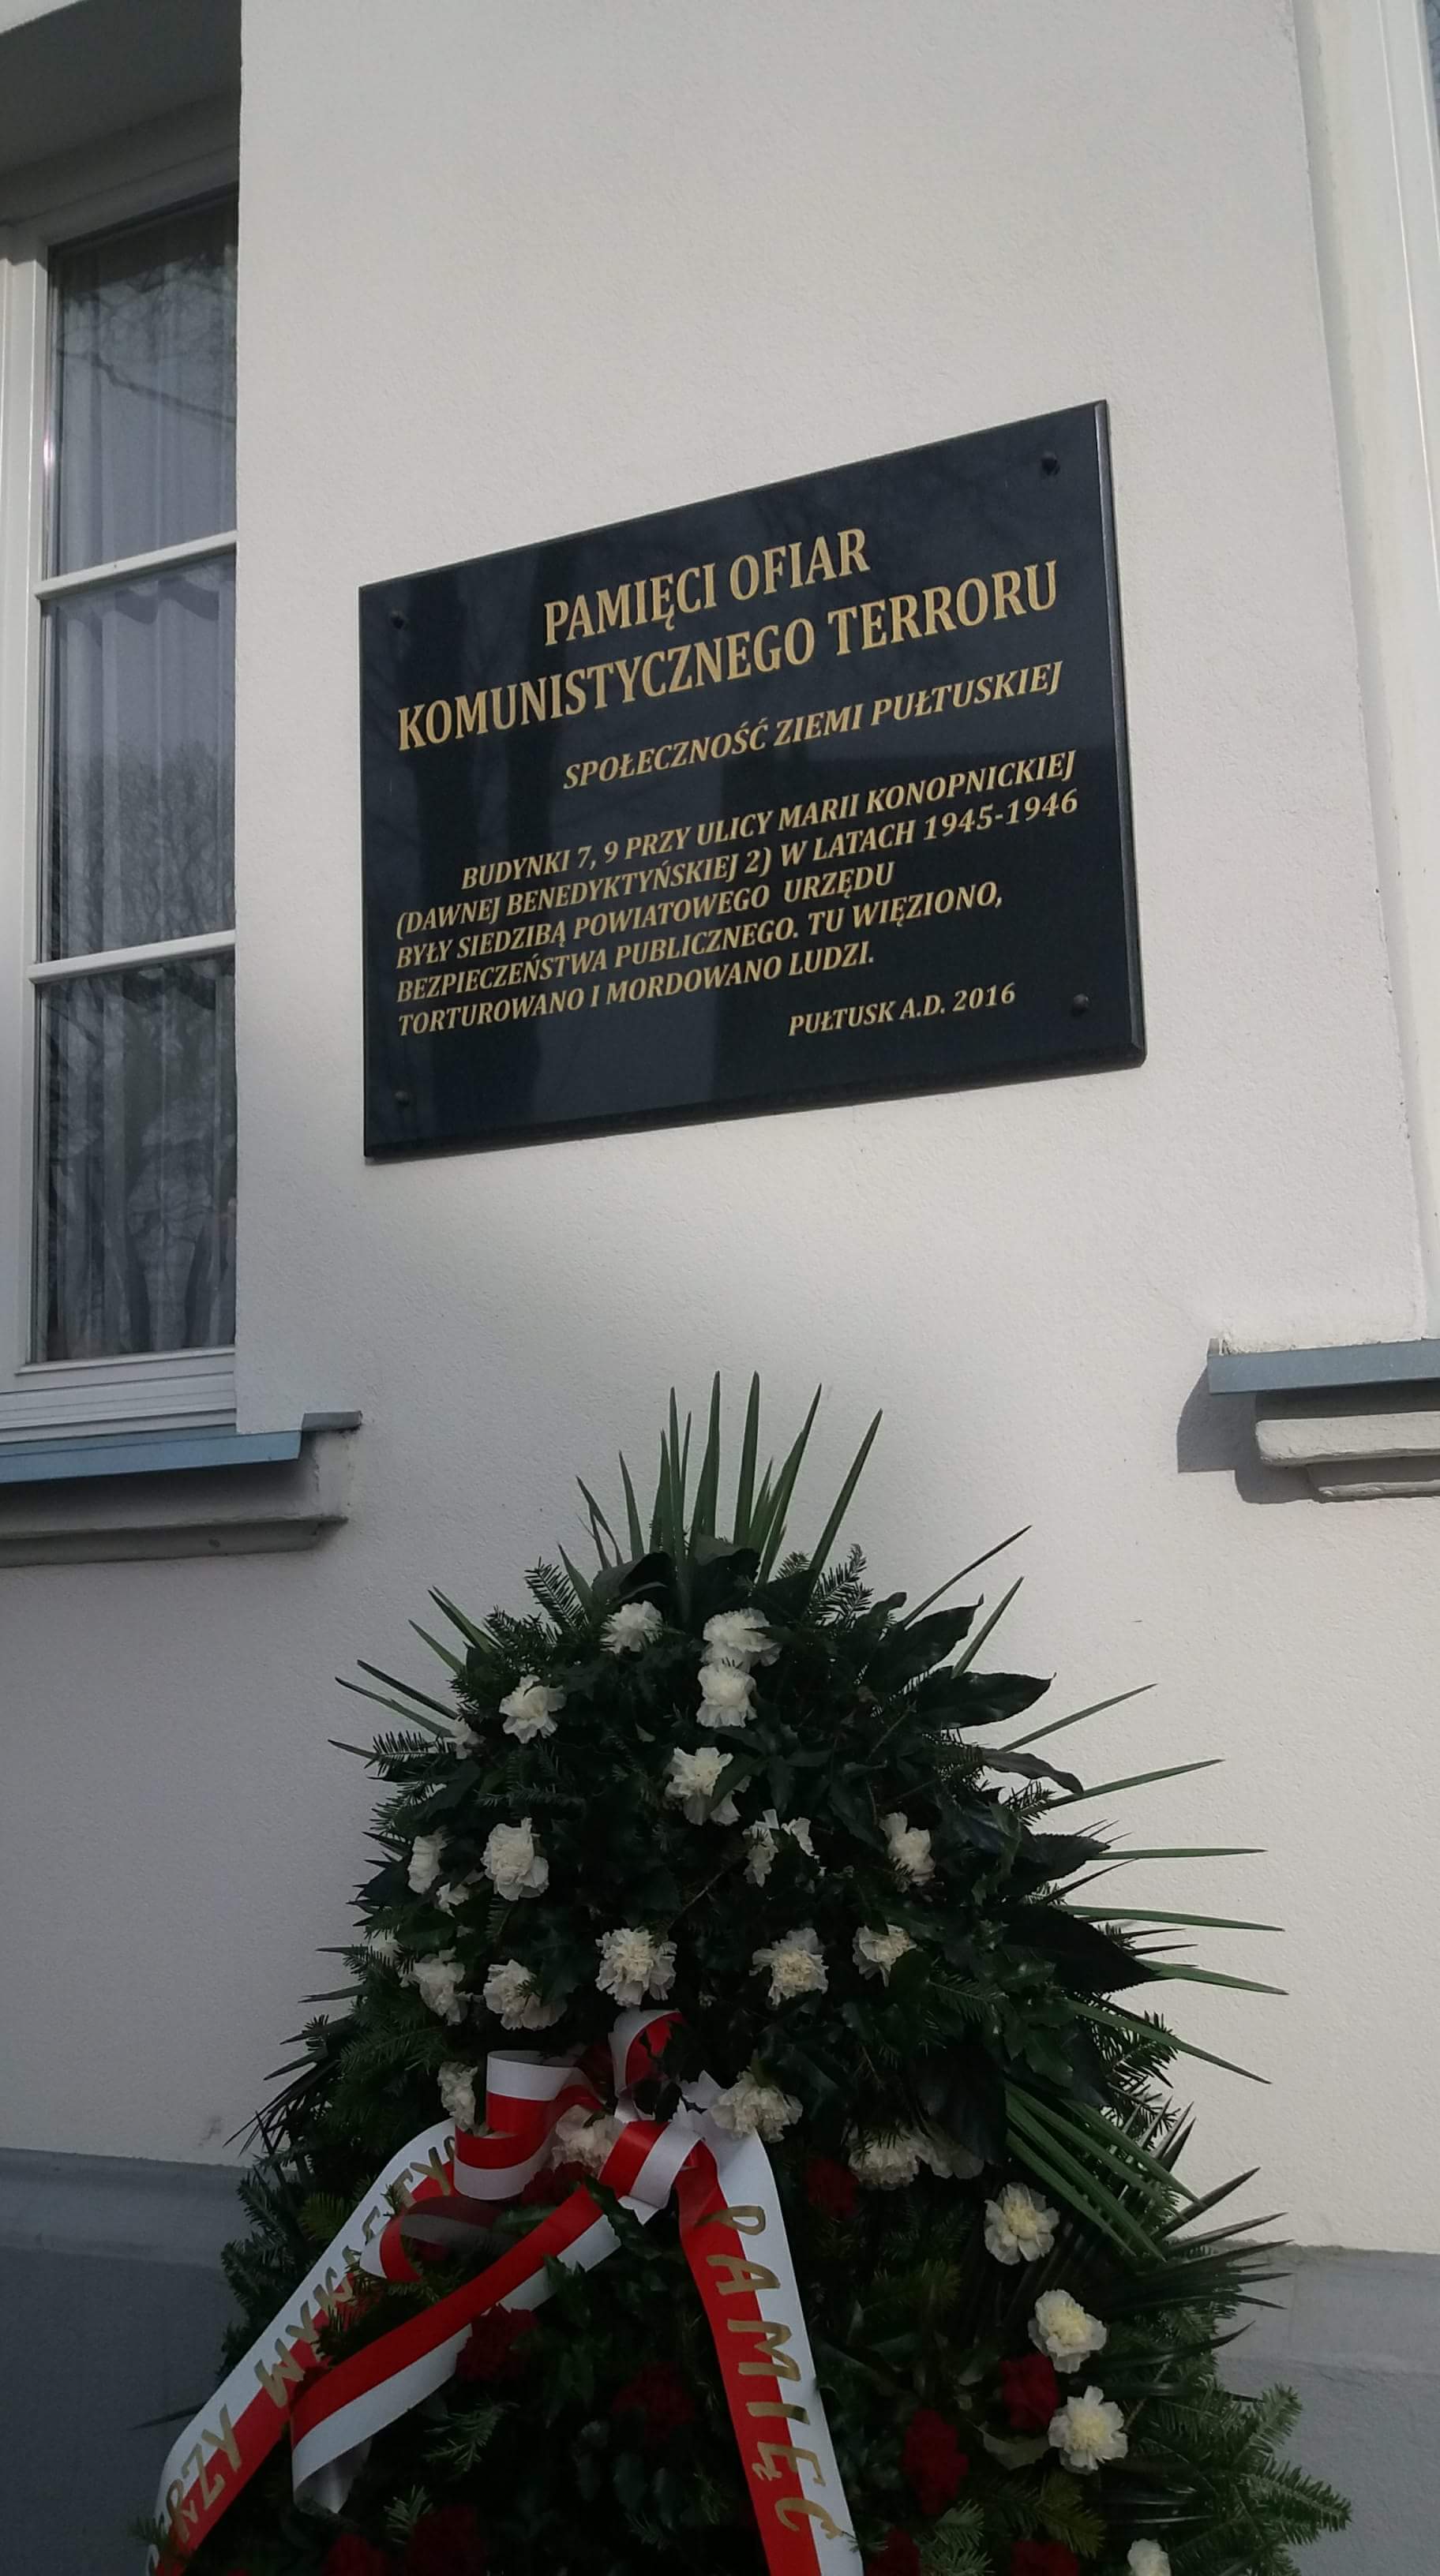 PAMIĘCI OFIAR
KOMUNISTYCZNEGO TERRORU
SPOŁECZNOŚĆ ZIEMI PUŁTUSKIEJ
BUDYNKI 7, 9 PRZY ULICY MARII KONOPNICKIEJ
(DAWNEJ BENEDYKTYŃSKIEJ 2) W LATACH 1945-1946
BYŁY SIEDZIBĄ POWIATOWEGO URZĘDU
BEZPIECZEŃSTWA PUBLICZNEGO. TU WIĘZIONO,
TORTUROWANO I MORDOWANO LUDZI.
PUŁTUSK A.D. 2016
PAMIĘĆ